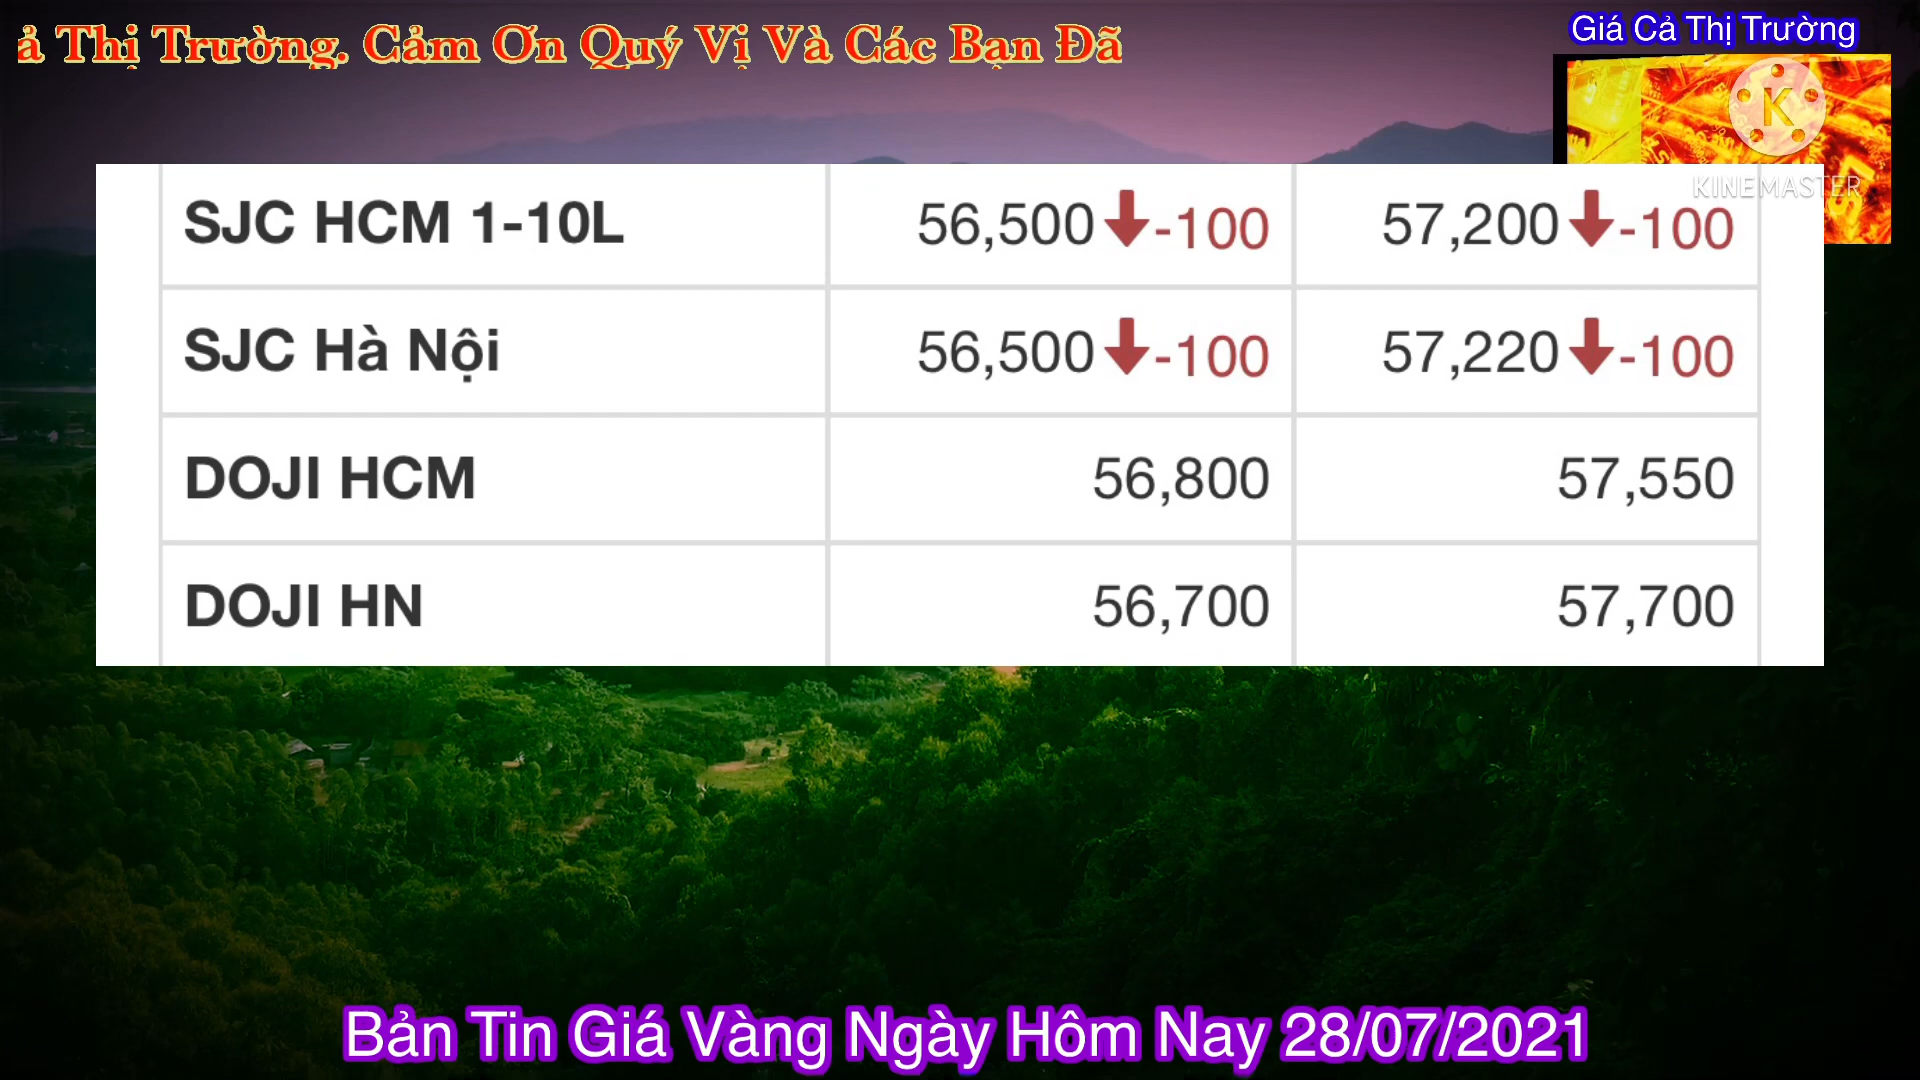 ả Thị Trường. Cảm Ơn Quý Vị Và Các Bạn Đã
Giá Cả Thị Trường
K
KINEMASTER
SJC HCM 1-10L 56,500 -100 57,200 -100
SJC Hà Nội 56,500 -100 57,220 -100
DOJI HCM 56,800 57,550
DOJI HN 56,700 57,700
Bản Tin Giá Vàng Ngày Hôm Nay 28/07/2021